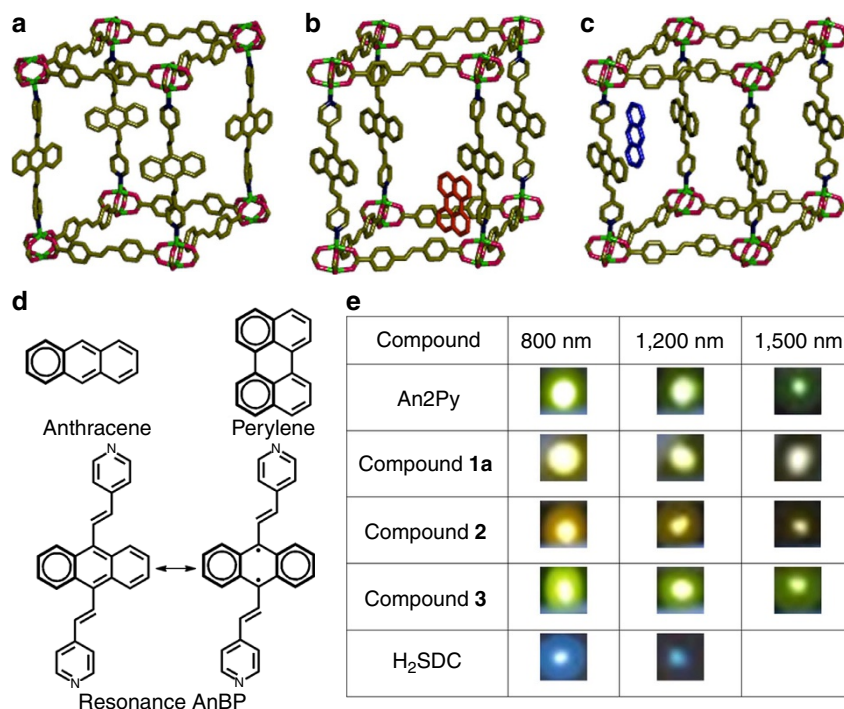 a
b
c
d
e
Anthracene
Perylene
N
N
N
N
Resonance AnBP
Compound 800 nm 1,200 nm 1,500 nm
An2Py
Compound 1a
Compound 2
Compound 3
H₂SDC